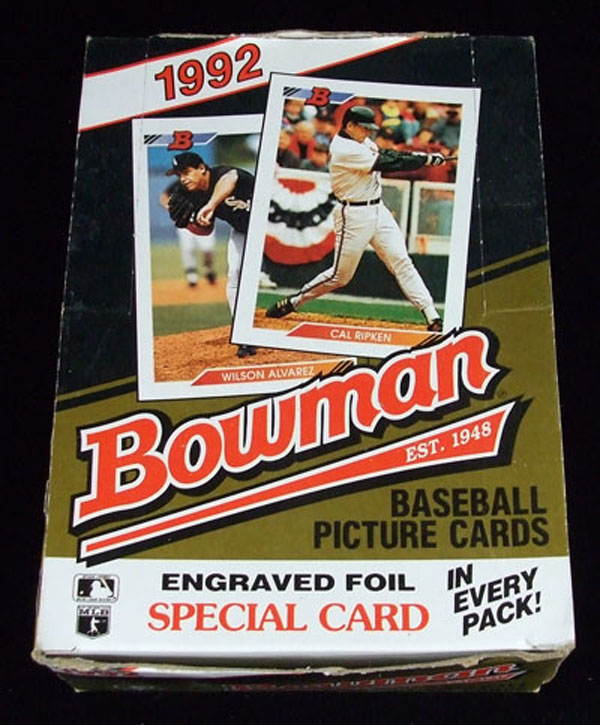 1992
B
B
CAL RIPKEN
WILSON ALVAREZ
Bowman
EST. 1948
BASEBALL
PICTURE CARDS
ENGRAVED FOIL
SPECIAL CARD
IN
EVERY
PACK!
MLB
Bowman